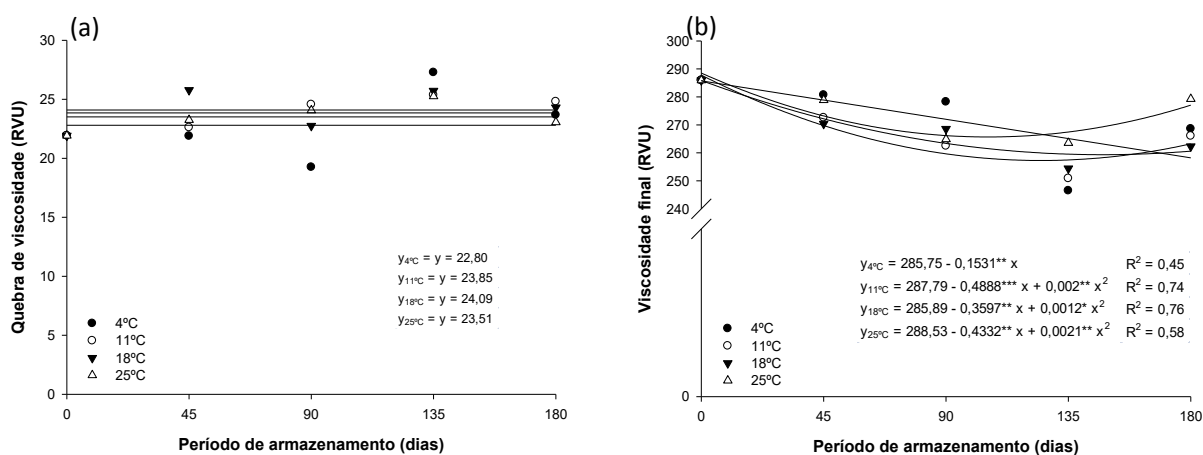 (a)
Quebra de viscosidade (RVU)
30
25
20
15
10
5
0
y4ºC = y = 22,80
y11ºC = y = 23,85
y18ºC = y = 24,09
y25ºC = y = 23,51
4ºC
11ºC
18ºC
25ºC
0 45 90 135 180
Período de armazenamento (dias)
(b)
Viscosidade final (RVU)
300
290
280
270
260
250
240
0
y4ºC = 285,75 - 0,1531** x R² = 0,45
y11ºC = 287,79 - 0,4888*** x + 0,002** x² R² = 0,74
y18ºC = 285,89 - 0,3597** x + 0,0012* x² R² = 0,76
y25ºC = 288,53 - 0,4332** x + 0,0021** x² R² = 0,58
4ºC
11ºC
18ºC
25ºC
0 45 90 135 180
Período de armazenamento (dias)